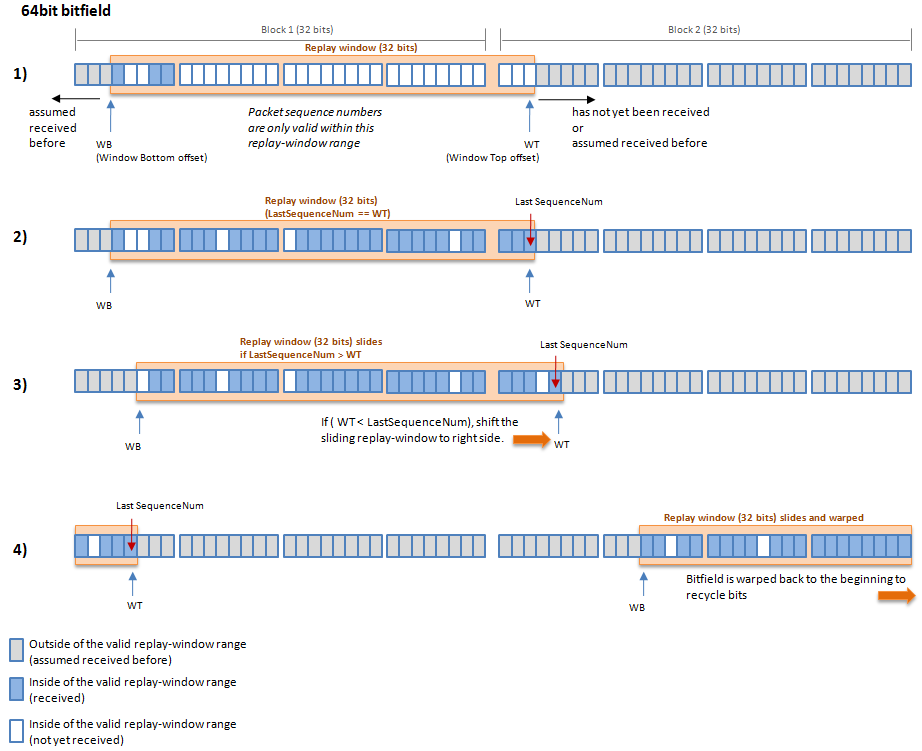 64bit bitfield
Block 1 (32 bits)
Block 2 (32 bits)
Replay window (32 bits)
1)
assumed
received
before
WB
(Window Bottom offset)
Packet sequence numbers
are only valid within this
replay-window range
WT
(Window Top offset)
has not yet been received
or
assumed received before
Replay window (32 bits)
(LastSequenceNum == WT)
Last SequenceNum
2)
WB
WT
Replay window (32 bits) slides
if LastSequenceNum > WT
Last SequenceNum
3)
WB
If ( WT < LastSequenceNum), shift the
sliding replay-window to right side.
WT
Last SequenceNum
Replay window (32 bits) slides and warped
4)
WT
WB
Bitfield is warped back to the beginning to
recycle bits
Outside of the valid replay-window range
(assumed received before)
Inside of the valid replay-window range
(received)
Inside of the valid replay-window range
(not yet received)